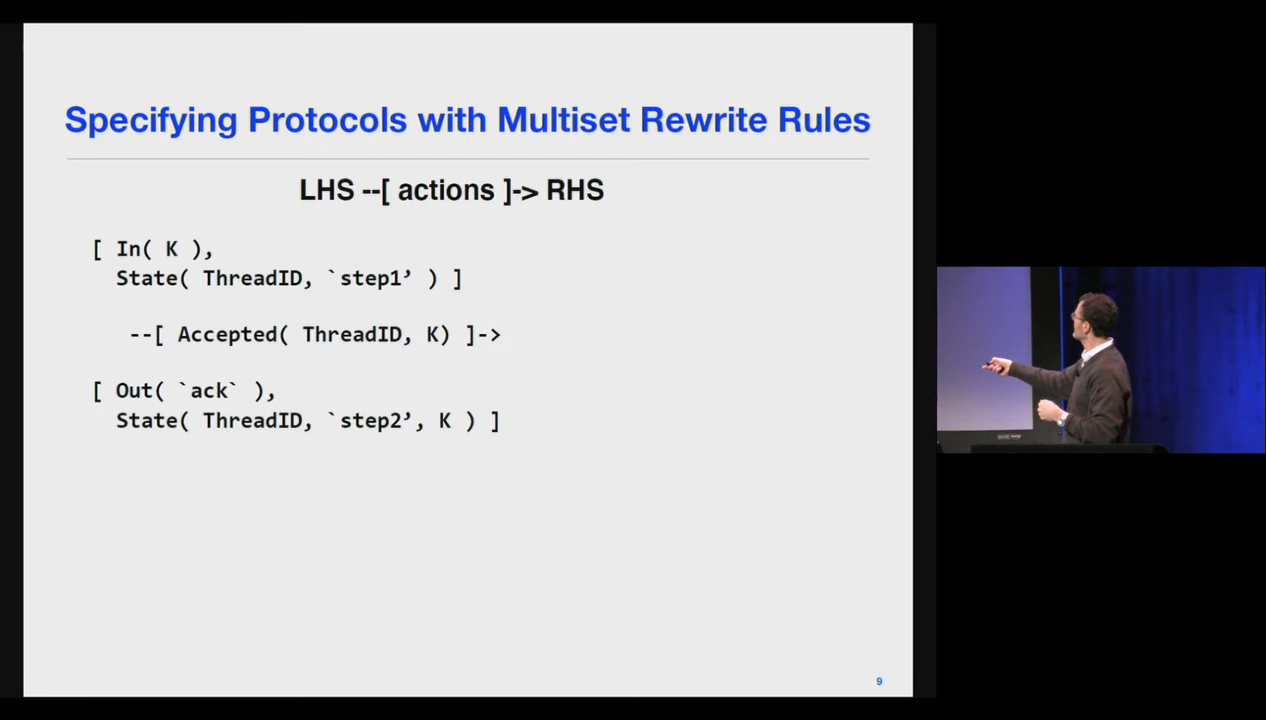 Specifying Protocols with Multiset Rewrite Rules
LHS --[ actions ]-> RHS
[ In( K ),
State( ThreadID, `step1’ ) ]
--[ Accepted( ThreadID, K) ]->
[ Out( `ack` ),
State( ThreadID, `step2’, K ) ]
9